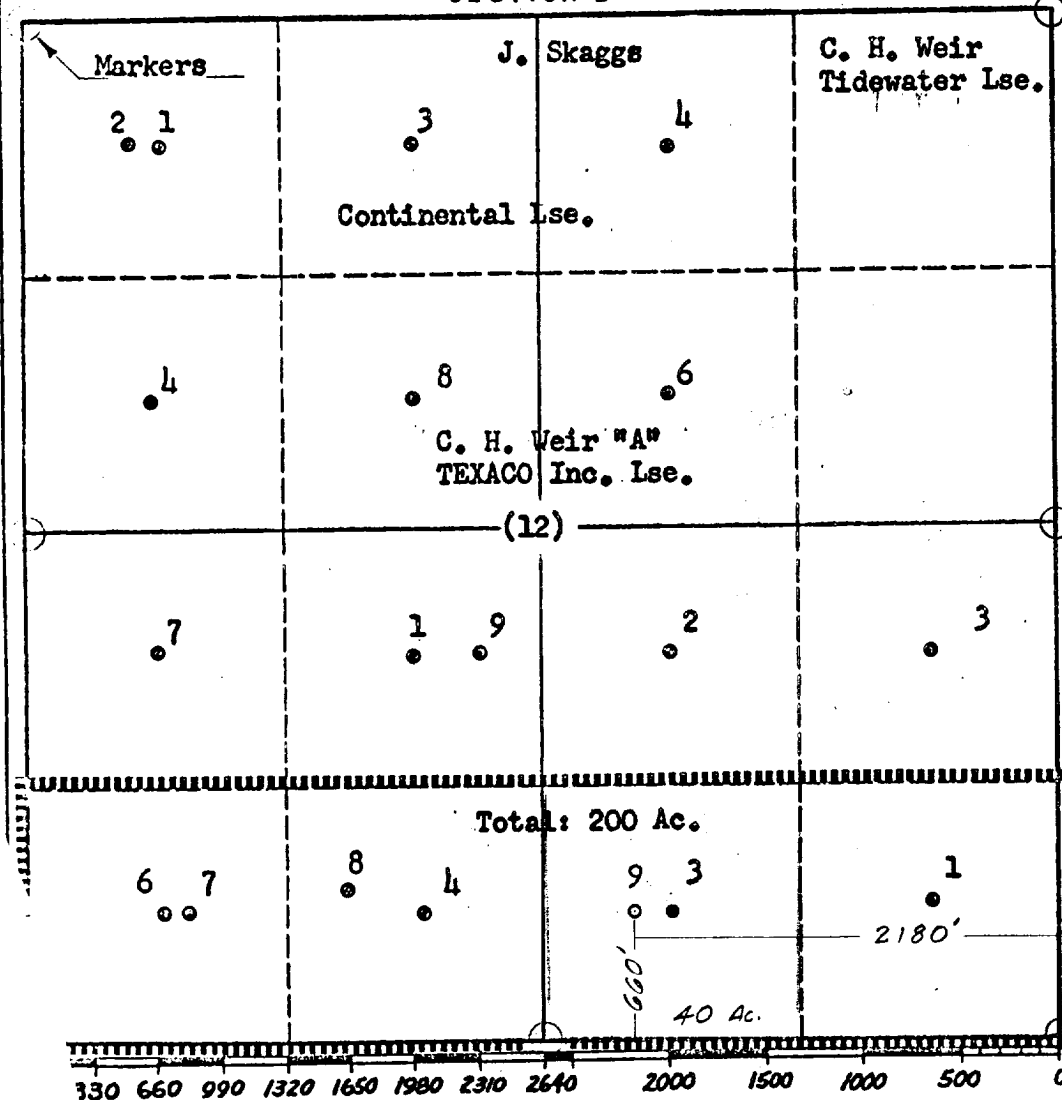 J. Skaggs
C. H. Weir
Tidewater Lse.
Markers
2 1 3 4
Continental Lse.
4 8 6
C. H. Weir "A"
TEXACO Inc. Lse.
(12)
7 1 9 2 3
Total: 200 Ac.
6 7 8 4 9 3 1
2180'
660'
40 Ac.
330 660 990 1320 1650 1980 2310 2640 2000 1500 1000 500 0